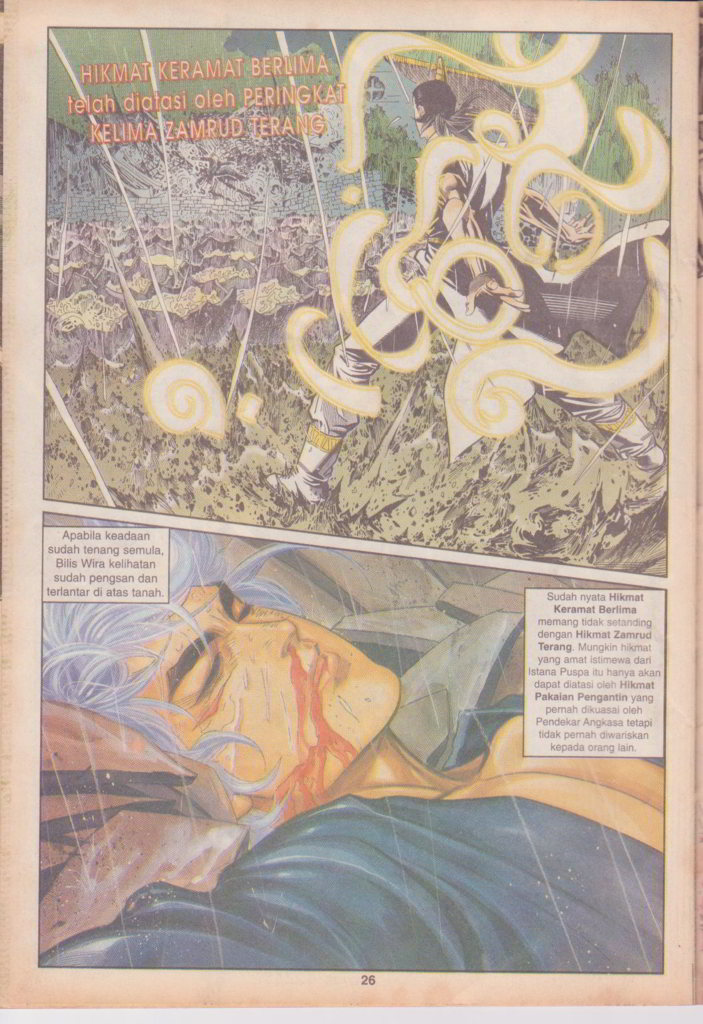 HIKMAT KERAMAT BERLIMA
telah diatasi oleh PERINGKAT
KELIMA ZAMRUD TERANG
Apabila keadaan
sudah tenang semula,
Bilis Wira kelihatan
sudah pengsan dan
terlantar di atas tanah.
Sudah nyata Hikmat
Keramat Berlima
memang tidak setanding
dengan Hikmat Zamrud
Terang. Mungkin hikmat
yang amat istimewa dari
Istana Puspa itu hanya akan
dapat diatasi oleh Hikmat
Pakaian Pengantin yang
pernah dikuasai oleh
Pendekar Angkasa tetapi
tidak pernah diwariskan
kepada orang lain.
26